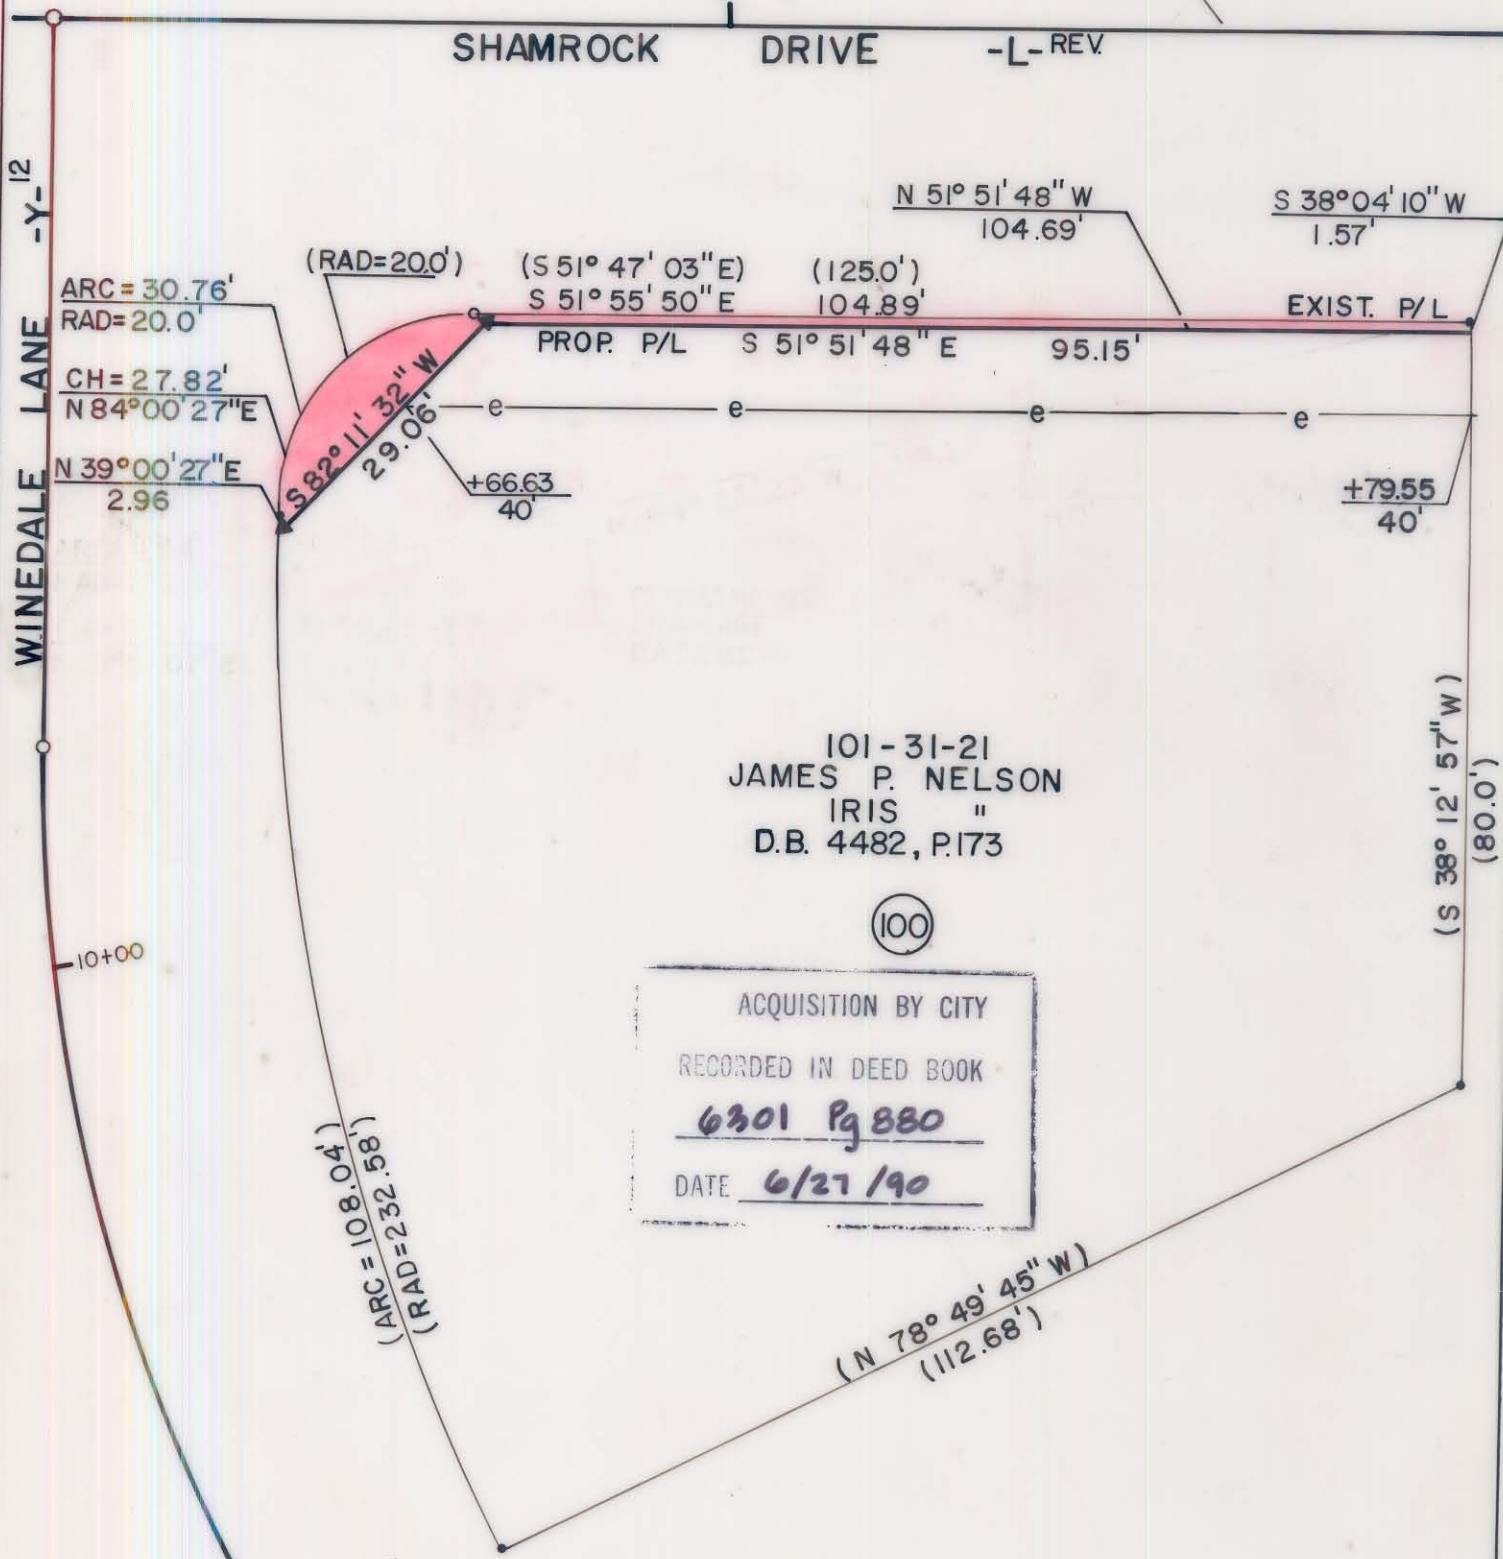 SHAMROCK DRIVE -L- REV.
WINEDALE LANE -Y- 12
N 51° 51' 48" W
104.69'
S 38° 04' 10" W
1.57'
(RAD=20.0')
(S 51° 47' 03" E) (125.0')
S 51° 55' 50" E 104.89'
EXIST. P/L
ARC = 30.76'
RAD= 20.0'
PROP. P/L S 51° 51' 48" E 95.15'
CH = 27.82'
N 84° 00' 27" E
S 82° 11' 32" W
29.06'
e e e e
N 39° 00' 27" E
2.96
+66.63
40'
+79.55
40'
(S 38° 12' 57" W)
(80.0')
101-31-21
JAMES P. NELSON
IRIS "
D.B. 4482, P.173
100
10+00
ACQUISITION BY CITY
RECORDED IN DEED BOOK
6301 Pg 880
DATE 6/27/90
(ARC = 108.04')
(RAD=232.58')
(N 78° 49' 45" W)
(112.68')